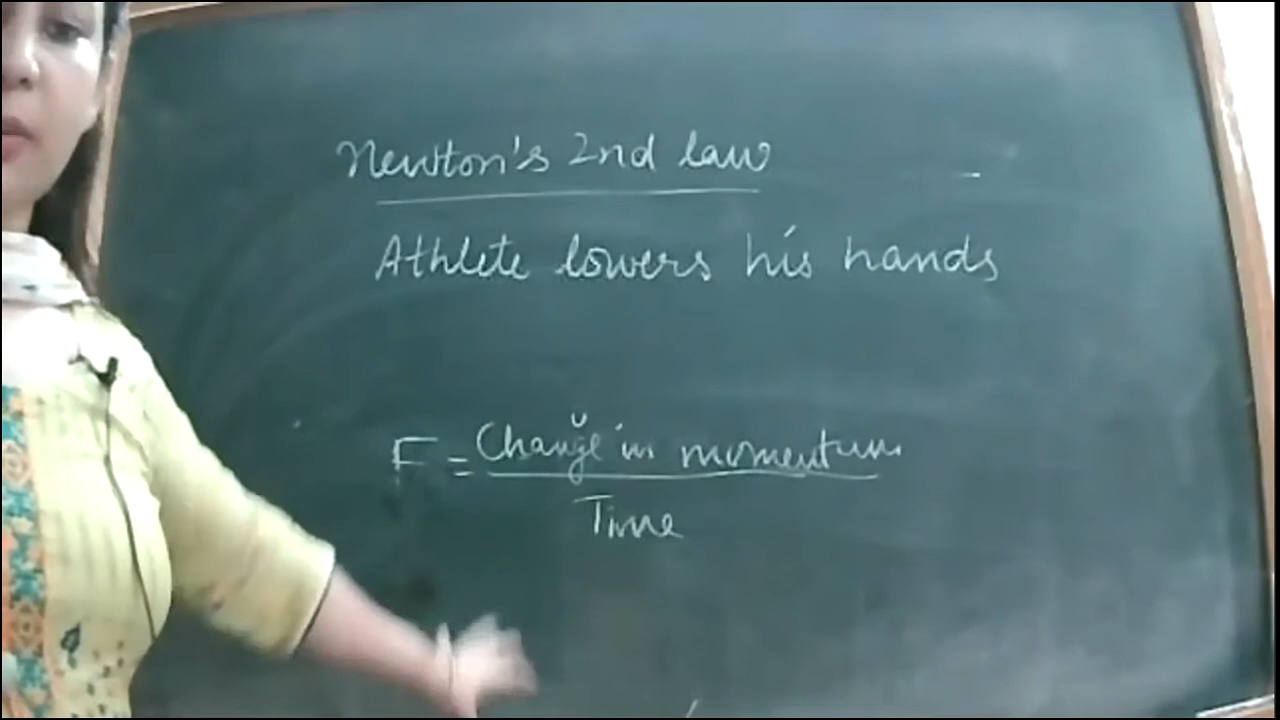 Newton's 2nd law
Athlete lowers his hands
F = Change in momentum
Time